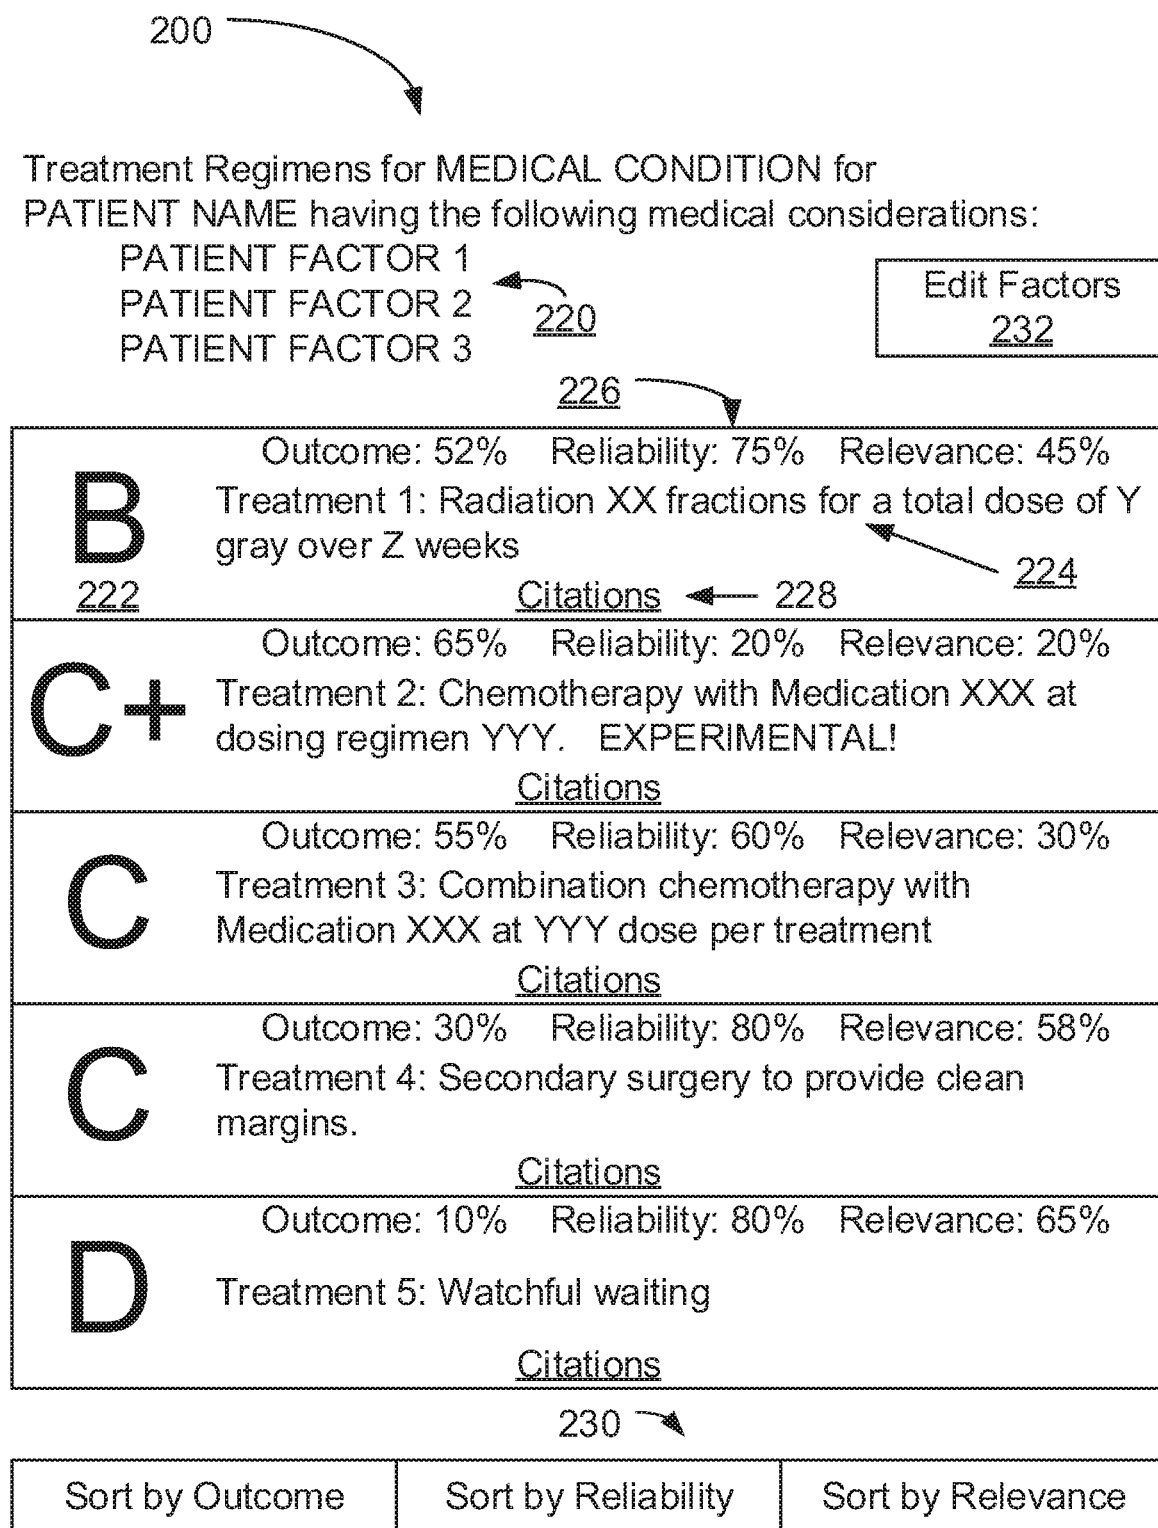 200
Treatment Regimens for MEDICAL CONDITION for
PATIENT NAME having the following medical considerations:
PATIENT FACTOR 1
PATIENT FACTOR 2
PATIENT FACTOR 3
220
Edit Factors
232
226
Outcome: 52% Reliability: 75% Relevance: 45%
B
Treatment 1: Radiation XX fractions for a total dose of Y
gray over Z weeks
224
222
Citations
228
Outcome: 65% Reliability: 20% Relevance: 20%
C+
Treatment 2: Chemotherapy with Medication XXX at
dosing regimen YYY. EXPERIMENTAL!
Citations
Outcome: 55% Reliability: 60% Relevance: 30%
C
Treatment 3: Combination chemotherapy with
Medication XXX at YYY dose per treatment
Citations
Outcome: 30% Reliability: 80% Relevance: 58%
C
Treatment 4: Secondary surgery to provide clean
margins.
Citations
Outcome: 10% Reliability: 80% Relevance: 65%
D
Treatment 5: Watchful waiting
Citations
230
Sort by Outcome
Sort by Reliability
Sort by Relevance